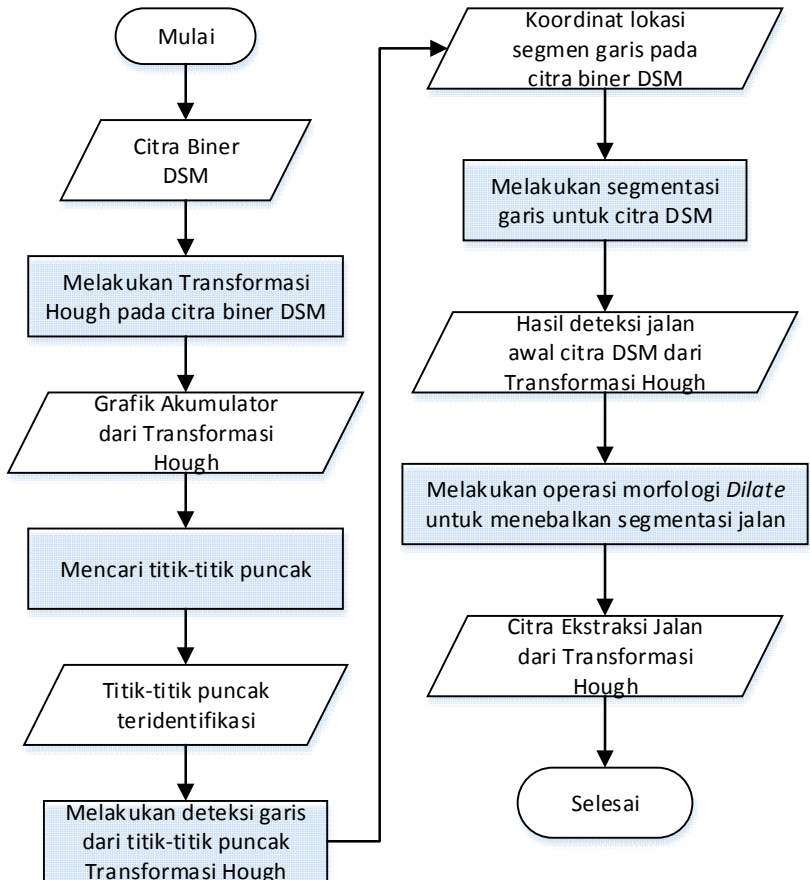 Mulai
Citra Biner
DSM
Melakukan Transformasi
Hough pada citra biner DSM
Grafik Akumulator
dari Transformasi
Hough
Mencari titik-titik puncak
Titik-titik puncak
teridentifikasi
Melakukan deteksi garis
dari titik-titik puncak
Transformasi Hough
Koordinat lokasi
segmen garis pada
citra biner DSM
Melakukan segmentasi
garis untuk citra DSM
Hasil deteksi jalan
awal citra DSM dari
Transformasi Hough
Melakukan operasi morfologi Dilate
untuk menebalkan segmentasi jalan
Citra Ekstraksi Jalan
dari Transformasi
Hough
Selesai